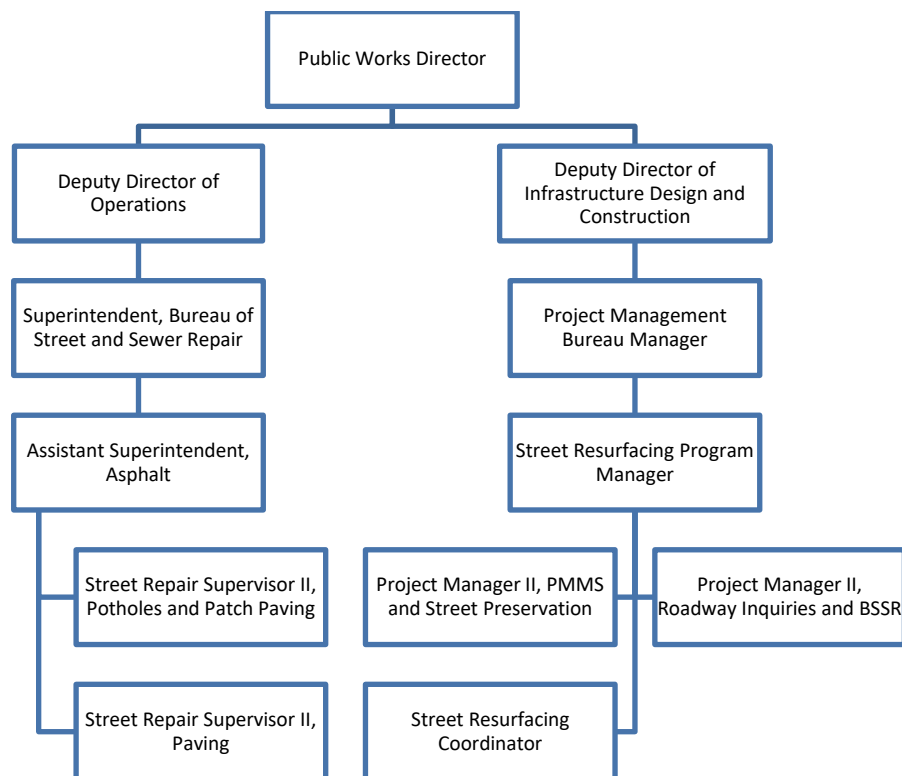 Public Works Director
Deputy Director of
Operations
Deputy Director of
Infrastructure Design and
Construction
Superintendent, Bureau of
Street and Sewer Repair
Project Management
Bureau Manager
Assistant Superintendent,
Asphalt
Street Resurfacing Program
Manager
Street Repair Supervisor II,
Potholes and Patch Paving
Project Manager II, PMMS
and Street Preservation
Project Manager II,
Roadway Inquiries and BSSR
Street Repair Supervisor II,
Paving
Street Resurfacing
Coordinator